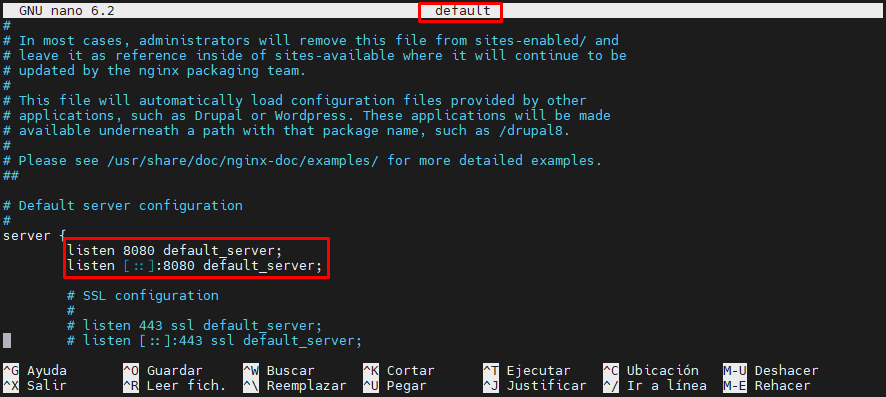 GNU nano 6.2 default
#
# In most cases, administrators will remove this file from sites-enabled/ and
# leave it as reference inside of sites-available where it will continue to be
# updated by the nginx packaging team.
#
# This file will automatically load configuration files provided by other
# applications, such as Drupal or Wordpress. These applications will be made
# available underneath a path with that package name, such as /drupal8.
#
# Please see /usr/share/doc/nginx-doc/examples/ for more detailed examples.
##
# Default server configuration
#
server {
listen 8080 default_server;
listen [::]:8080 default_server;
# SSL configuration
#
# listen 443 ssl default_server;
# listen [::]:443 ssl default_server;
^G Ayuda ^O Guardar ^W Buscar ^K Cortar ^T Ejecutar ^C Ubicación M-U Deshacer
^X Salir ^R Leer fich. ^\ Reemplazar ^U Pegar ^J Justificar ^/ Ir a línea M-E Rehacer